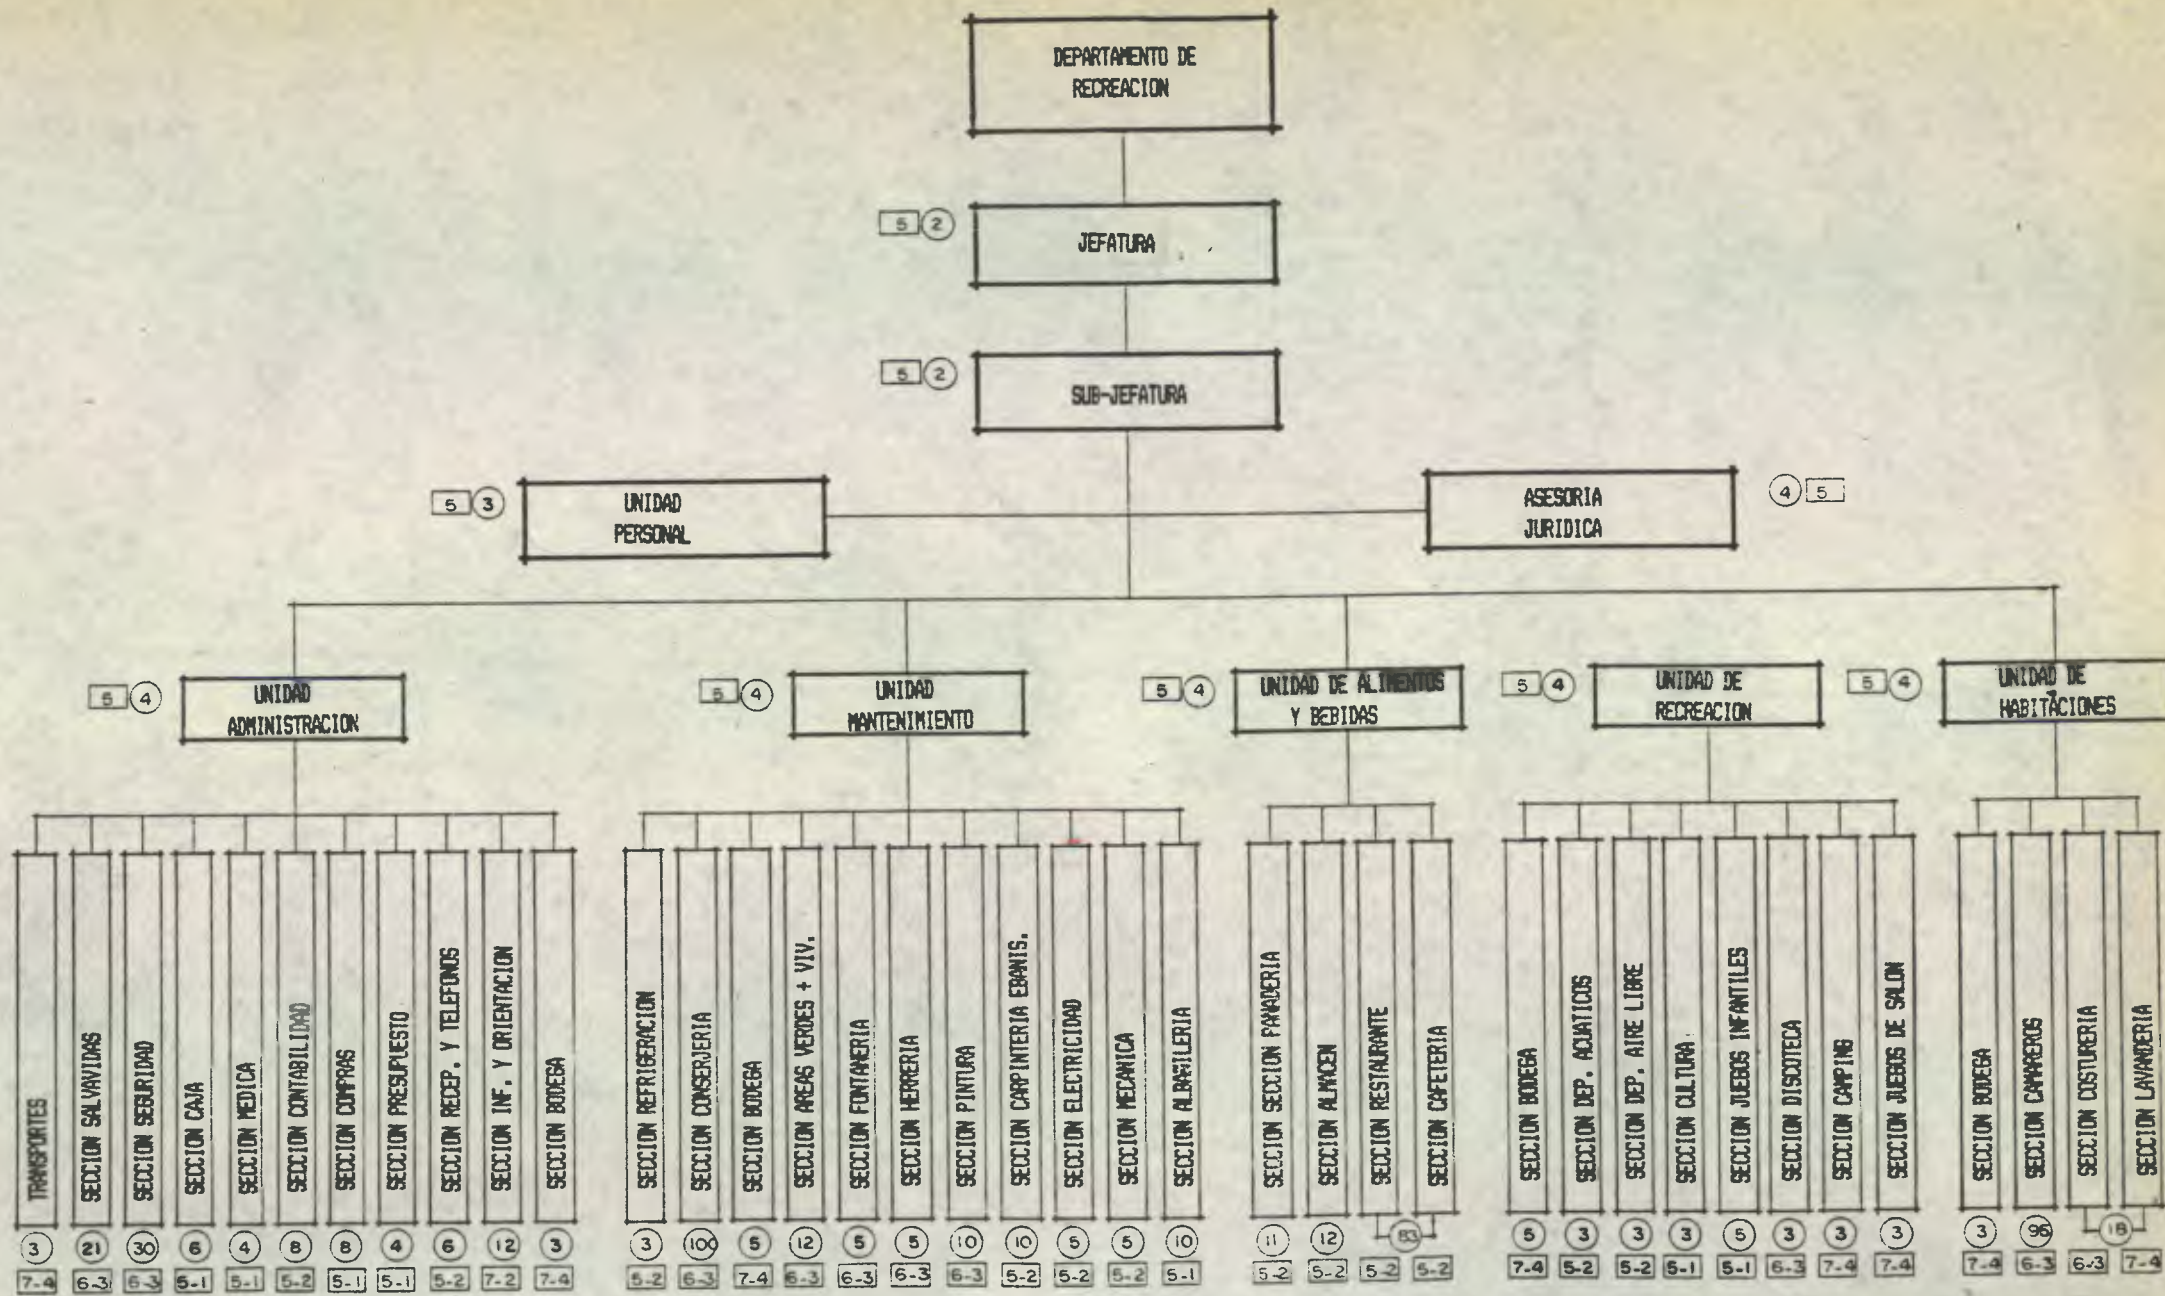 DEPARTAMENTO DE
RECREACION
5 2
JEFATURA
5 2
SUB-JEFATURA
5 3
UNIDAD
PERSONAL
ASESORIA
JURIDICA
4 5
5 4
UNIDAD
ADMINISTRACION
5 4
UNIDAD
MANTENIMIENTO
5 4
UNIDAD DE ALIMENTOS
Y BEBIDAS
5 4
UNIDAD DE
RECREACION
5 4
UNIDAD DE
HABITACIONES
TRANSPORTES
SECCION SALVAVIDAS
SECCION SEGURIDAD
SECCION CAJA
SECCION MEDICA
SECCION CONTABILIDAD
SECCION COMPRAS
SECCION PRESUPUESTO
SECCION RECEP. Y TELEFONOS
SECCION INF. Y ORIENTACION
SECCION BODEGA
SECCION REFRIGERACION
SECCION CONSERJERIA
SECCION BODEGA
SECCION AREAS VERDES + VIV.
SECCION FONTANERIA
SECCION HERRERIA
SECCION PINTURA
SECCION CARPINTERIA EBANIS.
SECCION ELECTRICIDAD
SECCION MECANICA
SECCION ALBAÑILERIA
SECCION SECCION PANADERIA
SECCION ALMACEN
SECCION RESTAURANTE
SECCION CAFETERIA
SECCION BODEGA
SECCION DEP. ACUATICOS
SECCION DEP. AIRE LIBRE
SECCION CULTURA
SECCION JUEGOS INFANTILES
SECCION DISCOTECA
SECCION CAMPING
SECCION JUEGOS DE SALON
SECCION BODEGA
SECCION CAMAREROS
SECCION COSTURERIA
SECCION LAVANDERIA
3 21 30 6 4 8 8 4 6 12 3 3 100 5 12 5 5 10 10 5 5 10 11 12 83 5 3 3 3 5 3 3 3 3 96 18
7-4 6-3 6-3 5-1 5-1 5-2 5-1 5-1 5-2 7-2 7-4 5-2 6-3 7-4 6-3 6-3 6-3 6-3 5-2 5-2 5-2 5-1 5-2 5-2 5-2 5-2 7-4 5-2 5-2 5-1 5-1 6-3 7-4 7-4 7-4 6-3 6-3 7-4